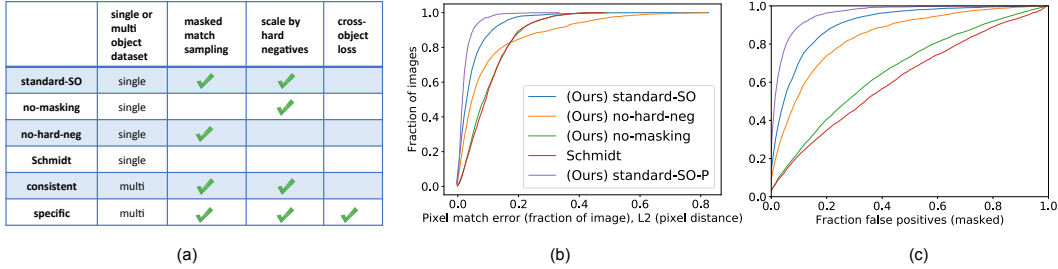 single or multi object dataset masked match sampling scale by hard negatives cross-object loss
standard-SO single ✓ ✓
no-masking single ✓
no-hard-neg single ✓
Schmidt single
consistent multi ✓ ✓
specific multi ✓ ✓ ✓
(a)
Fraction of images
1.0
0.8
0.6
0.4
0.2
0.0
(Ours) standard-SO
(Ours) no-hard-neg
(Ours) no-masking
Schmidt
(Ours) standard-SO-P
0.0 0.2 0.4 0.6 0.8
Pixel match error (fraction of image), L2 (pixel distance)
(b)
1.0
0.8
0.6
0.4
0.2
0.0
0.0 0.2 0.4 0.6 0.8 1.0
Fraction false positives (masked)
(c)